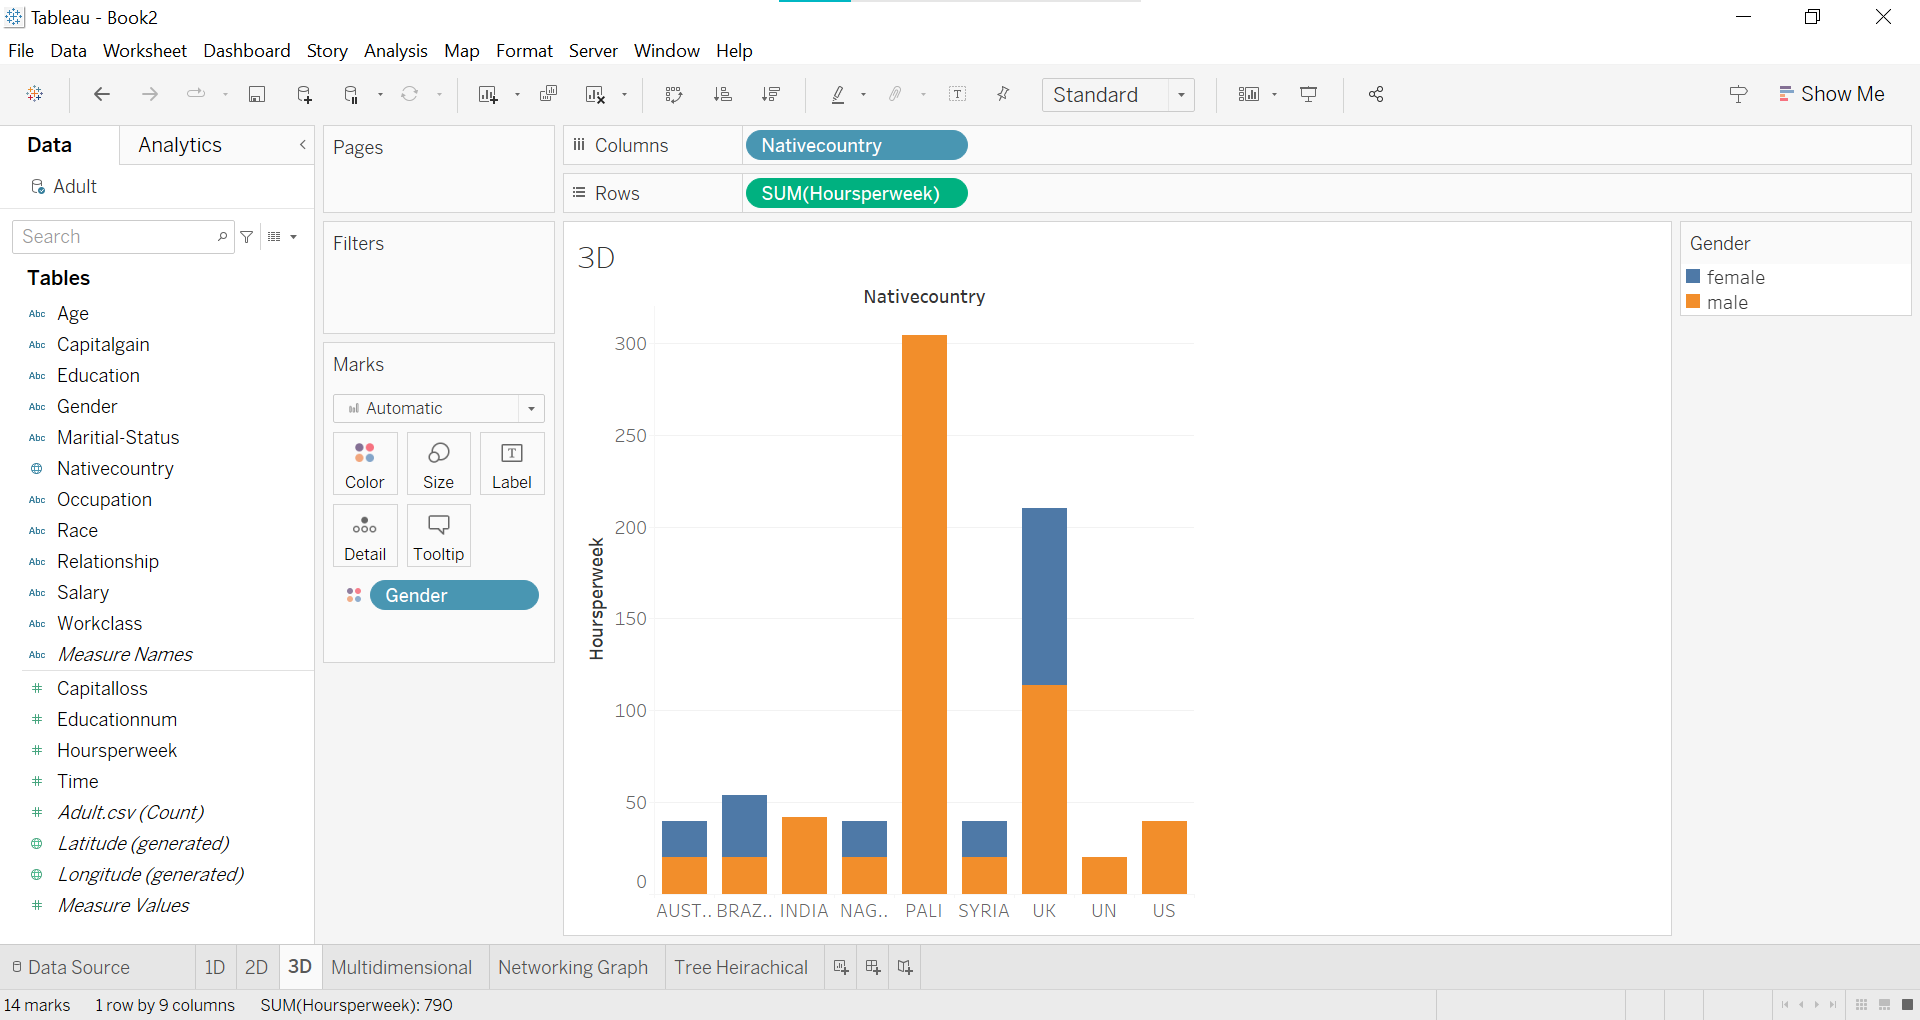 Tableau - Book2
File Data Worksheet Dashboard Story Analysis Map Format Server Window Help
Standard
Show Me
Data Analytics
Adult
Search
Tables
Abc Age
Abc Capitalgain
Abc Education
Abc Gender
Abc Maritial-Status
Nativecountry
Abc Occupation
Abc Race
Abc Relationship
Abc Salary
Abc Workclass
Abc Measure Names
# Capitalloss
# Educationnum
# Hoursperweek
# Time
# Adult.csv (Count)
Latitude (generated)
Longitude (generated)
# Measure Values
Pages
Filters
Marks
Automatic
Color Size Label
Detail Tooltip
Gender
Columns Nativecountry
Rows SUM(Hoursperweek)
3D
Nativecountry
Hoursperweek
300
250
200
150
100
50
0
AUST.. BRAZ.. INDIA NAG.. PALI SYRIA UK UN US
Gender
female
male
Data Source 1D 2D 3D Multidimensional Networking Graph Tree Heirachical
14 marks 1 row by 9 columns SUM(Hoursperweek): 790